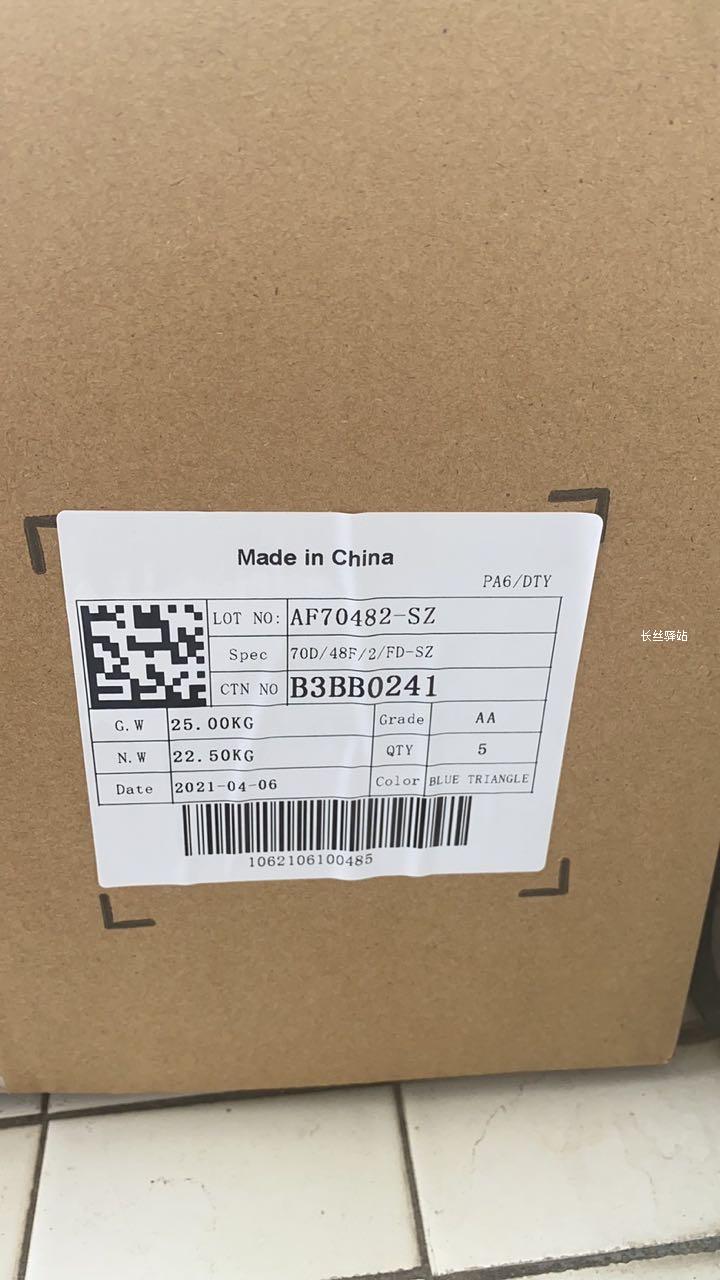 Made in China
PA6/DTY
LOT NO: AF70482-SZ
Spec 70D/48F/2/FD-SZ
CTN NO B3BB0241
G.W 25.00KG Grade AA
N.W 22.50KG QTY 5
Date 2021-04-06 Color BLUE TRIANGLE
1062106100485
长丝驿站